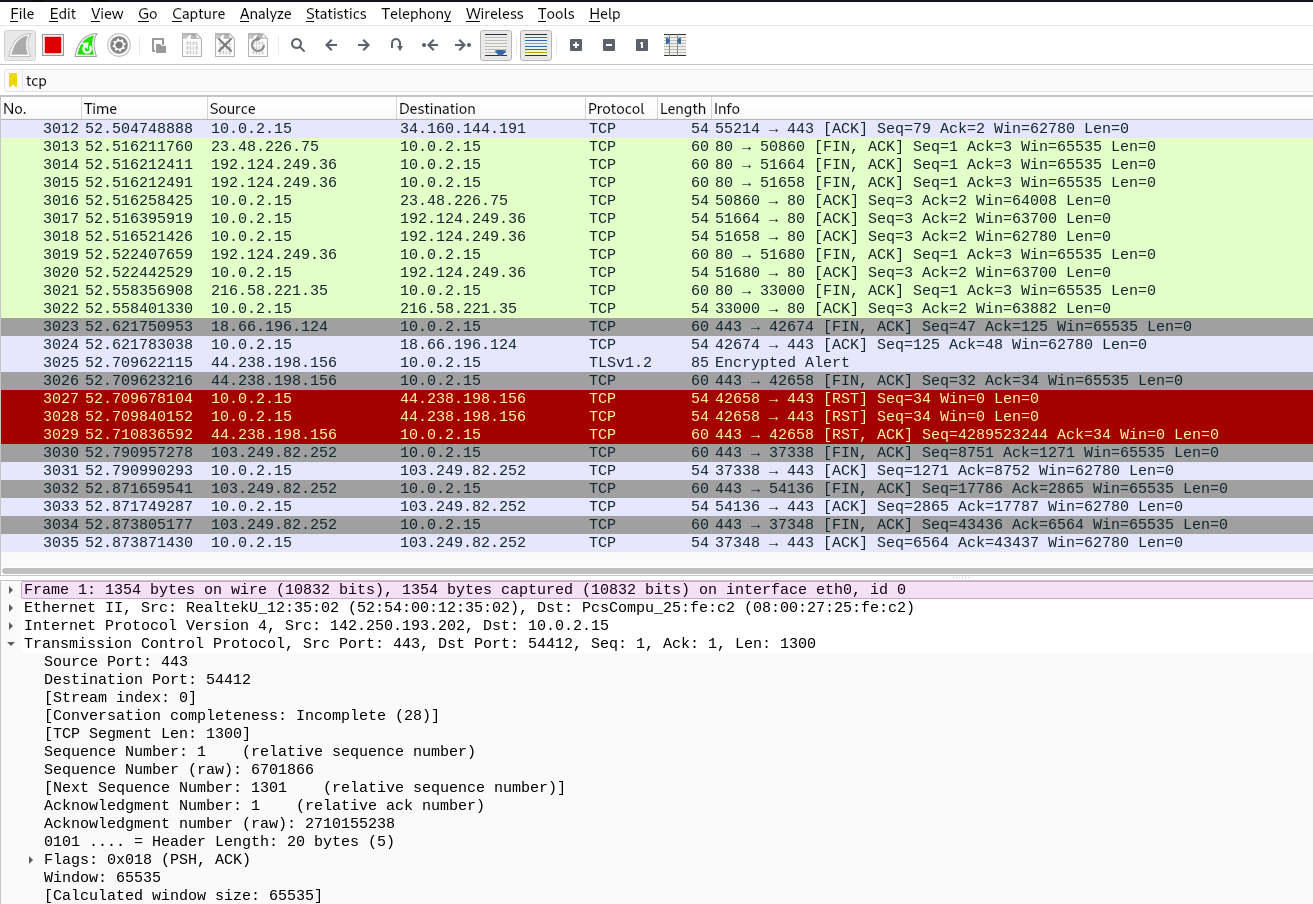 File Edit View Go Capture Analyze Statistics Telephony Wireless Tools Help
tcp
No. Time Source Destination Protocol Length Info
3012 52.504748888 10.0.2.15 34.160.144.191 TCP 54 55214 → 443 [ACK] Seq=79 Ack=2 Win=62780 Len=0
3013 52.516211760 23.48.226.75 10.0.2.15 TCP 60 80 → 50860 [FIN, ACK] Seq=1 Ack=3 Win=65535 Len=0
3014 52.516212411 192.124.249.36 10.0.2.15 TCP 60 80 → 51664 [FIN, ACK] Seq=1 Ack=3 Win=65535 Len=0
3015 52.516212491 192.124.249.36 10.0.2.15 TCP 60 80 → 51658 [FIN, ACK] Seq=1 Ack=3 Win=65535 Len=0
3016 52.516258425 10.0.2.15 23.48.226.75 TCP 54 50860 → 80 [ACK] Seq=3 Ack=2 Win=64008 Len=0
3017 52.516395919 10.0.2.15 192.124.249.36 TCP 54 51664 → 80 [ACK] Seq=3 Ack=2 Win=63700 Len=0
3018 52.516521426 10.0.2.15 192.124.249.36 TCP 54 51658 → 80 [ACK] Seq=3 Ack=2 Win=62780 Len=0
3019 52.522407659 192.124.249.36 10.0.2.15 TCP 60 80 → 51680 [FIN, ACK] Seq=1 Ack=3 Win=65535 Len=0
3020 52.522442529 10.0.2.15 192.124.249.36 TCP 54 51680 → 80 [ACK] Seq=3 Ack=2 Win=63700 Len=0
3021 52.558356908 216.58.221.35 10.0.2.15 TCP 60 80 → 33000 [FIN, ACK] Seq=1 Ack=3 Win=65535 Len=0
3022 52.558401330 10.0.2.15 216.58.221.35 TCP 54 33000 → 80 [ACK] Seq=3 Ack=2 Win=63882 Len=0
3023 52.621750953 18.66.196.124 10.0.2.15 TCP 60 443 → 42674 [FIN, ACK] Seq=47 Ack=125 Win=65535 Len=0
3024 52.621783038 10.0.2.15 18.66.196.124 TCP 54 42674 → 443 [ACK] Seq=125 Ack=48 Win=62780 Len=0
3025 52.709622115 44.238.198.156 10.0.2.15 TLSv1.2 85 Encrypted Alert
3026 52.709623216 44.238.198.156 10.0.2.15 TCP 60 443 → 42658 [FIN, ACK] Seq=32 Ack=34 Win=65535 Len=0
3027 52.709678104 10.0.2.15 44.238.198.156 TCP 54 42658 → 443 [RST] Seq=34 Win=0 Len=0
3028 52.709840152 10.0.2.15 44.238.198.156 TCP 54 42658 → 443 [RST] Seq=34 Win=0 Len=0
3029 52.710836592 44.238.198.156 10.0.2.15 TCP 60 443 → 42658 [RST, ACK] Seq=4289523244 Ack=34 Win=0 Len=0
3030 52.790957278 103.249.82.252 10.0.2.15 TCP 60 443 → 37338 [FIN, ACK] Seq=8751 Ack=1271 Win=65535 Len=0
3031 52.790990293 10.0.2.15 103.249.82.252 TCP 54 37338 → 443 [ACK] Seq=1271 Ack=8752 Win=62780 Len=0
3032 52.871659541 103.249.82.252 10.0.2.15 TCP 60 443 → 54136 [FIN, ACK] Seq=17786 Ack=2865 Win=65535 Len=0
3033 52.871749287 10.0.2.15 103.249.82.252 TCP 54 54136 → 443 [ACK] Seq=2865 Ack=17787 Win=62780 Len=0
3034 52.873805177 103.249.82.252 10.0.2.15 TCP 60 443 → 37348 [FIN, ACK] Seq=43436 Ack=6564 Win=65535 Len=0
3035 52.873871430 10.0.2.15 103.249.82.252 TCP 54 37348 → 443 [ACK] Seq=6564 Ack=43437 Win=62780 Len=0
Frame 1: 1354 bytes on wire (10832 bits), 1354 bytes captured (10832 bits) on interface eth0, id 0
Ethernet II, Src: RealtekU_12:35:02 (52:54:00:12:35:02), Dst: PcsCompu_25:fe:c2 (08:00:27:25:fe:c2)
Internet Protocol Version 4, Src: 142.250.193.202, Dst: 10.0.2.15
Transmission Control Protocol, Src Port: 443, Dst Port: 54412, Seq: 1, Ack: 1, Len: 1300
Source Port: 443
Destination Port: 54412
[Stream index: 0]
[Conversation completeness: Incomplete (28)]
[TCP Segment Len: 1300]
Sequence Number: 1    (relative sequence number)
Sequence Number (raw): 6701866
[Next Sequence Number: 1301    (relative sequence number)]
Acknowledgment Number: 1    (relative ack number)
Acknowledgment number (raw): 2710155238
0101 .... = Header Length: 20 bytes (5)
Flags: 0x018 (PSH, ACK)
Window: 65535
[Calculated window size: 65535]